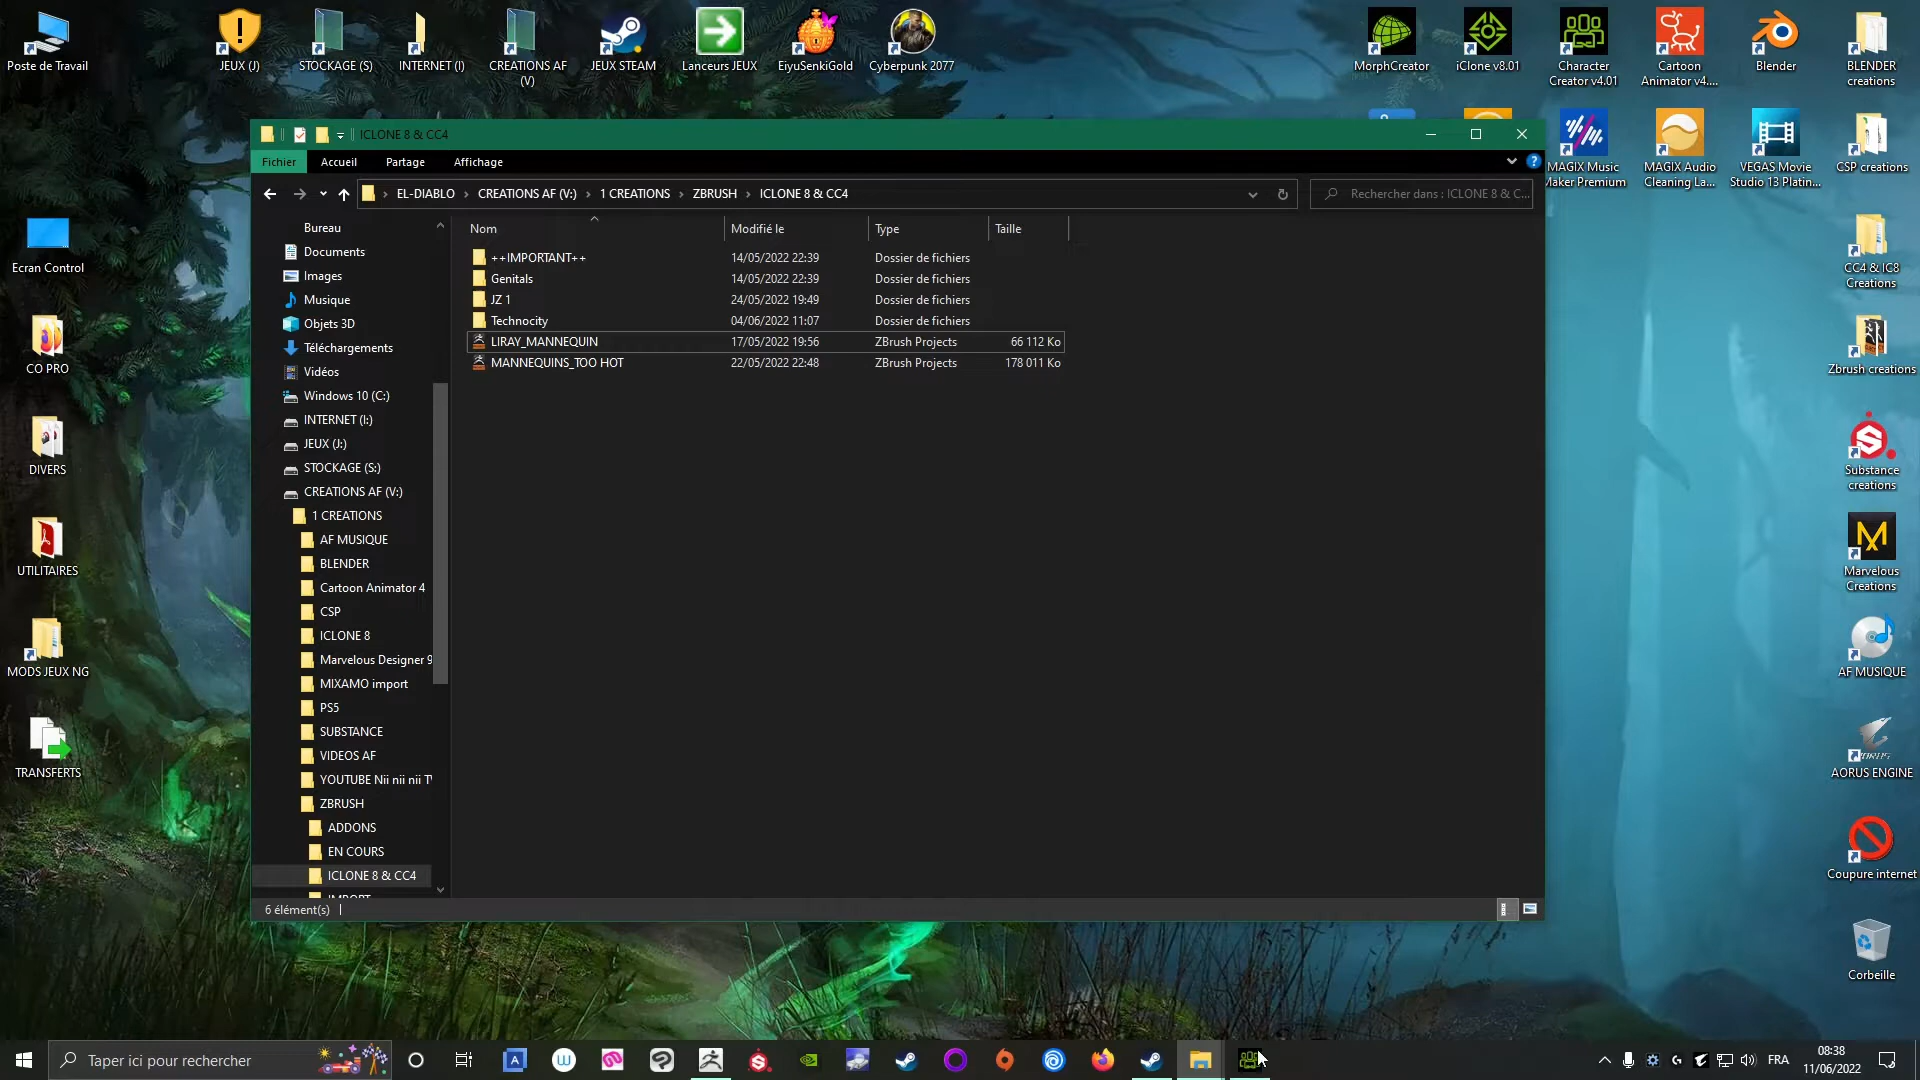 Poste de Travail
JEUX (J)
STOCKAGE (S)
INTERNET (I)
CREATIONS AF
(V)
JEUX STEAM
Lanceurs JEUX
EiyuSenkiGold
Cyberpunk 2077
MorphCreator
iClone v8.01
Character
Creator v4.01
Cartoon
Animator v4....
Blender
BLENDER
creations
ICLONE 8 & CC4
Fichier
Accueil
Partage
Affichage
EL-DIABLO
CREATIONS AF (V:)
1 CREATIONS
ZBRUSH
ICLONE 8 & CC4
Rechercher dans : ICLONE 8 & C...
MAGIX Music
Maker Premium
MAGIX Audio
Cleaning La...
VEGAS Movie
Studio 13 Platin...
CSP creations
Nom
Modifié le
Type
Taille
++IMPORTANT++ 14/05/2022 22:39 Dossier de fichiers
Genitals 14/05/2022 22:39 Dossier de fichiers
JZ 1 24/05/2022 19:49 Dossier de fichiers
Technocity 04/06/2022 11:07 Dossier de fichiers
LIRAY_MANNEQUIN 17/05/2022 19:56 ZBrush Projects 66 112 Ko
MANNEQUINS_TOO HOT 22/05/2022 22:48 ZBrush Projects 178 011 Ko
Bureau
Documents
Images
Musique
Objets 3D
Téléchargements
Vidéos
Windows 10 (C:)
INTERNET (I:)
JEUX (J:)
STOCKAGE (S:)
CREATIONS AF (V:)
1 CREATIONS
AF MUSIQUE
BLENDER
Cartoon Animator 4
CSP
ICLONE 8
Marvelous Designer 9
MIXAMO import
PS5
SUBSTANCE
VIDEOS AF
YOUTUBE Nii nii nii T
ZBRUSH
ADDONS
EN COURS
ICLONE 8 & CC4
IMPORT
6 élément(s)
Ecran Control
CO PRO
DIVERS
UTILITAIRES
MODS JEUX NG
TRANSFERTS
CC4 & IC8
Creations
Zbrush creations
Substance
creations
Marvelous
Creations
AF MUSIQUE
AORUS ENGINE
Coupure internet
Corbeille
Taper ici pour rechercher
FRA
08:38
11/06/2022